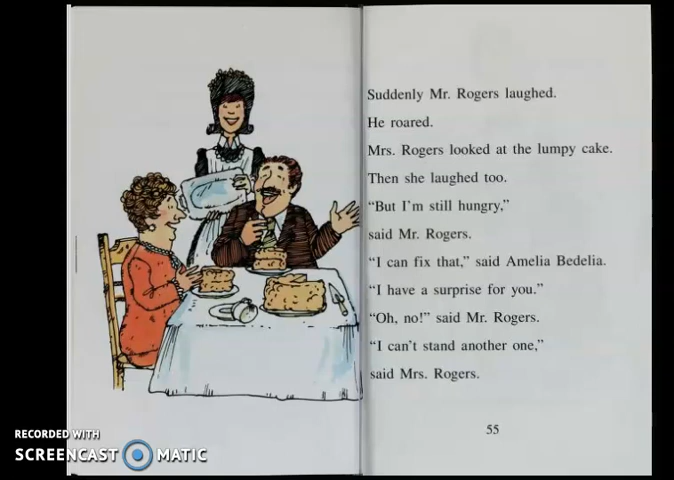 Suddenly Mr. Rogers laughed.
He roared.
Mrs. Rogers looked at the lumpy cake.
Then she laughed too.
“But I’m still hungry,”
said Mr. Rogers.
“I can fix that,” said Amelia Bedelia.
“I have a surprise for you.”
“Oh, no!” said Mr. Rogers.
“I can’t stand another one,”
said Mrs. Rogers.
55
RECORDED WITH
SCREENCAST MATIC